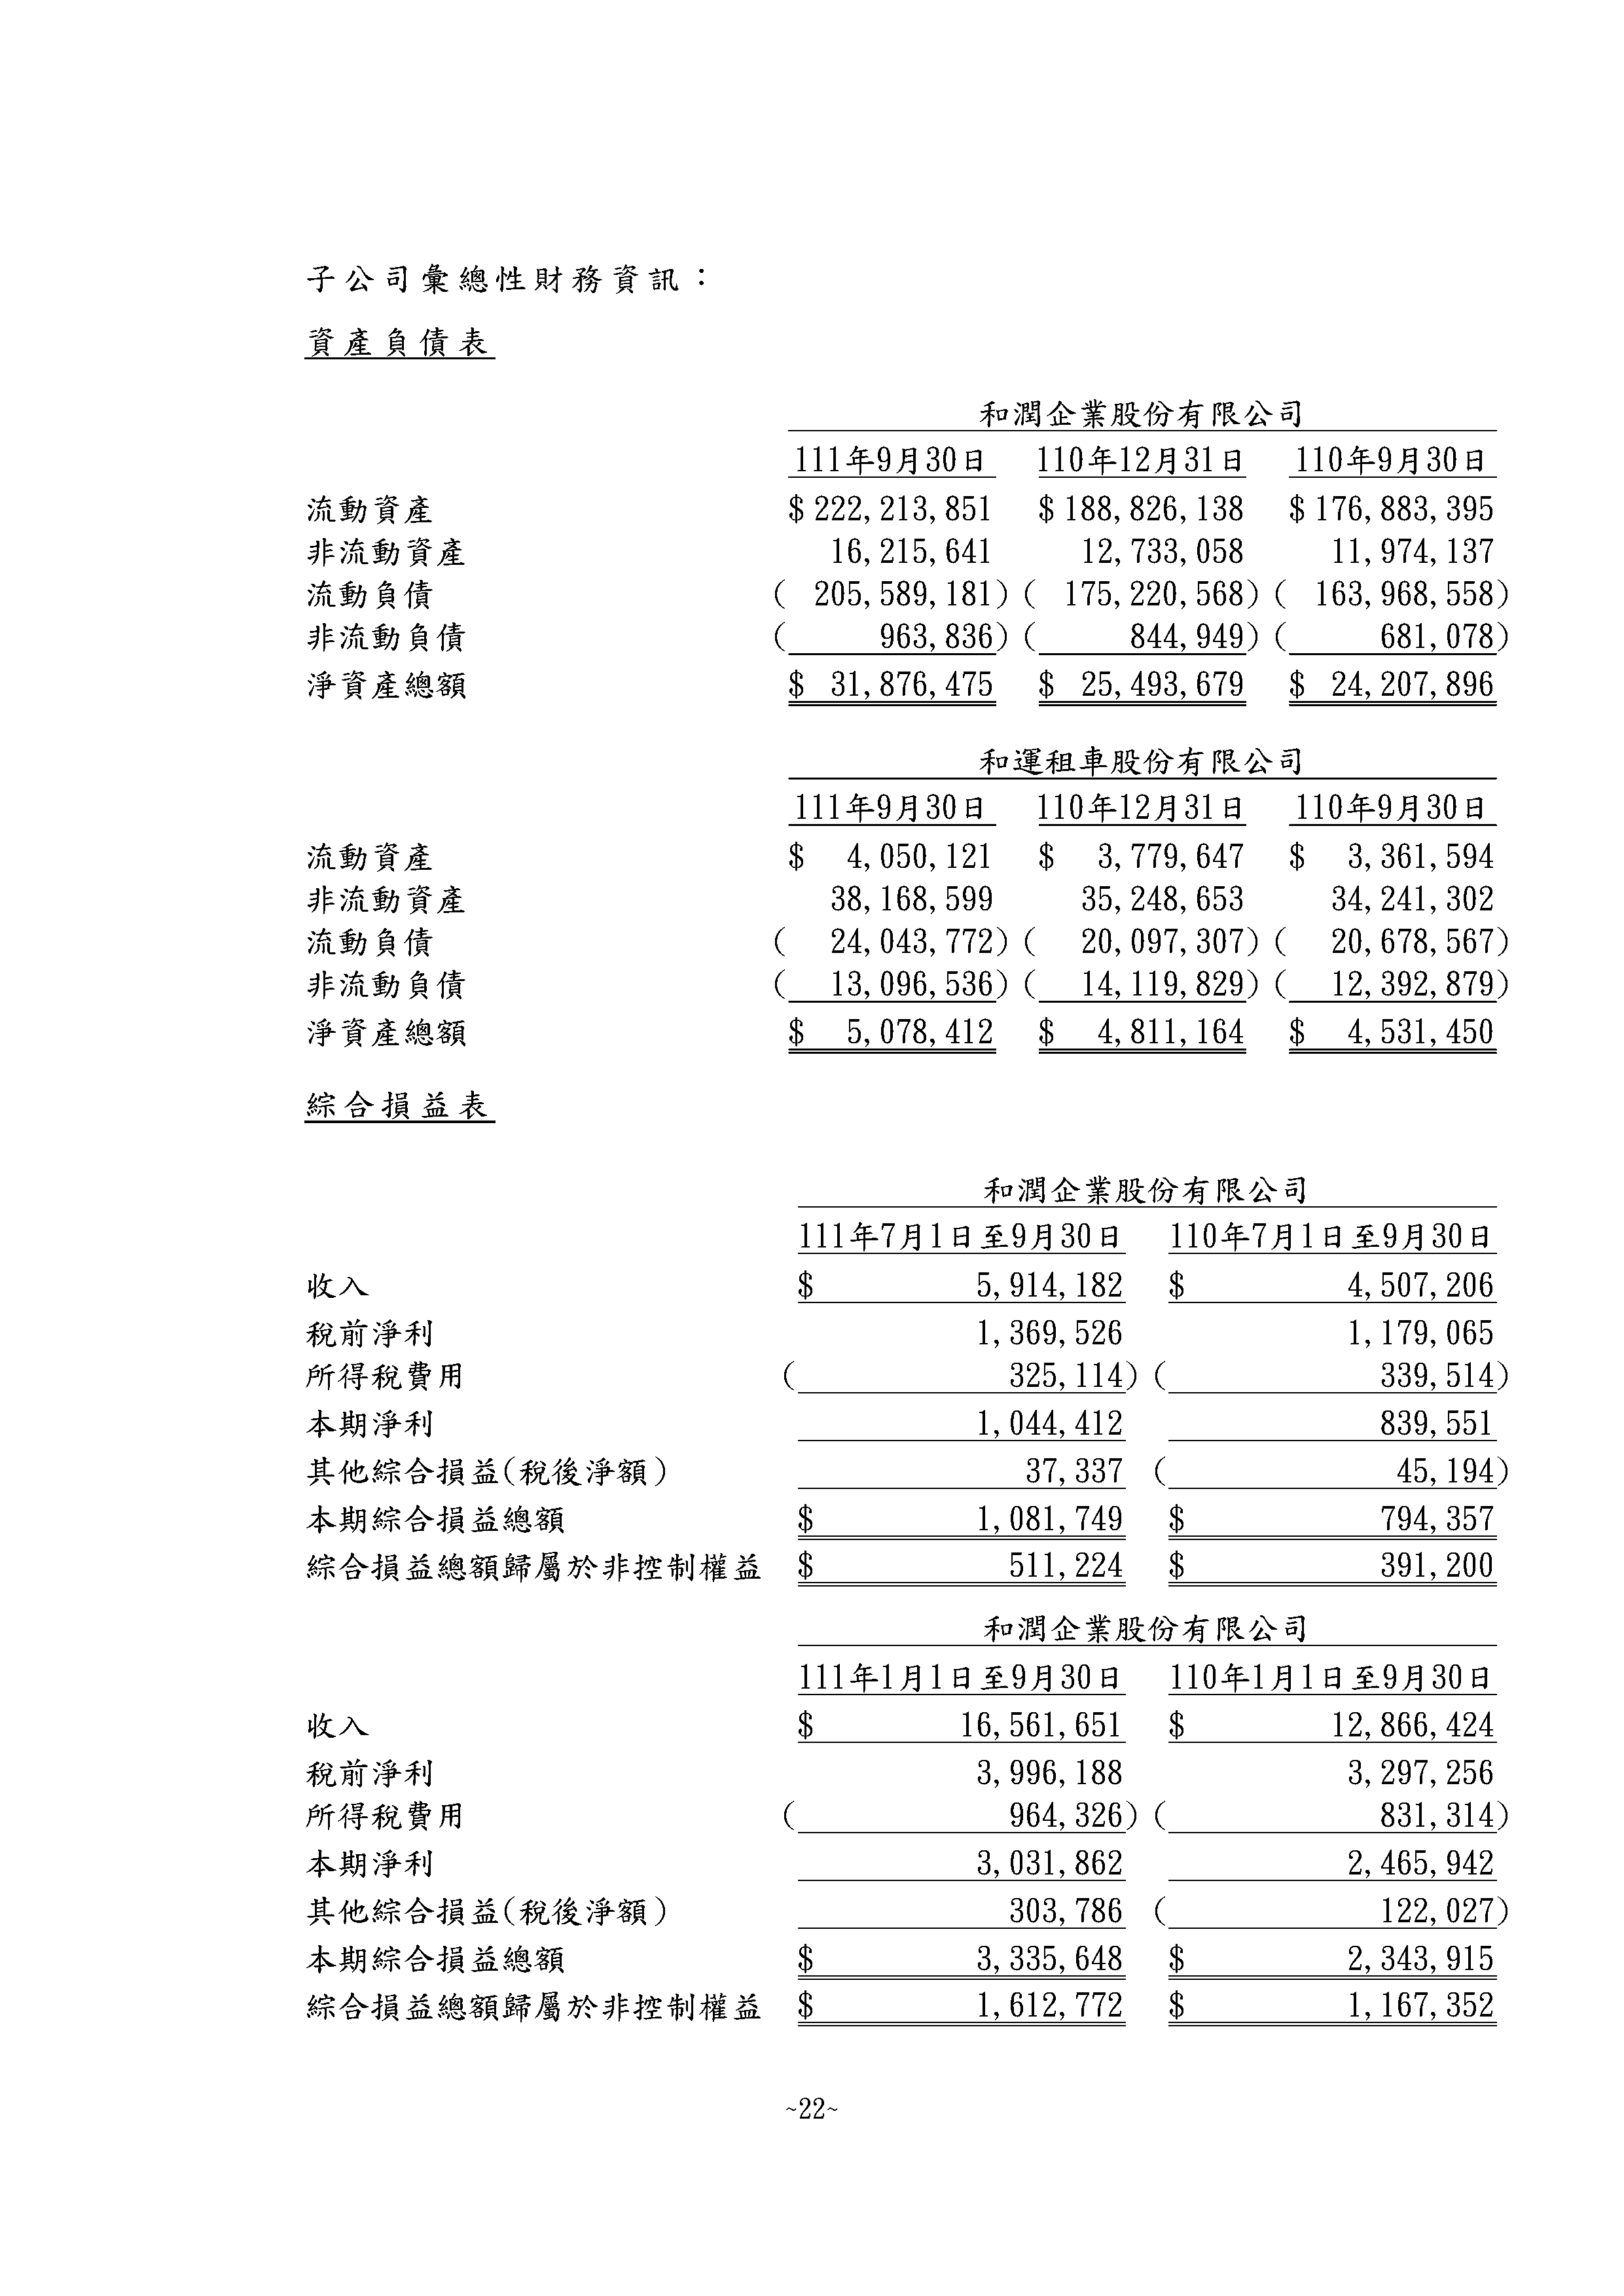 子公司彙總性財務資訊：
資產負債表
和潤企業股份有限公司
111年9月30日 110年12月31日 110年9月30日
流動資產 $ 222,213,851 $ 188,826,138 $ 176,883,395
非流動資產 16,215,641 12,733,058 11,974,137
流動負債 ( 205,589,181) ( 175,220,568) ( 163,968,558)
非流動負債 ( 963,836) ( 844,949) ( 681,078)
淨資產總額 $ 31,876,475 $ 25,493,679 $ 24,207,896
和運租車股份有限公司
111年9月30日 110年12月31日 110年9月30日
流動資產 $ 4,050,121 $ 3,779,647 $ 3,361,594
非流動資產 38,168,599 35,248,653 34,241,302
流動負債 ( 24,043,772) ( 20,097,307) ( 20,678,567)
非流動負債 ( 13,096,536) ( 14,119,829) ( 12,392,879)
淨資產總額 $ 5,078,412 $ 4,811,164 $ 4,531,450
綜合損益表
和潤企業股份有限公司
111年7月1日至9月30日 110年7月1日至9月30日
收入 $ 5,914,182 $ 4,507,206
稅前淨利 1,369,526 1,179,065
所得稅費用 ( 325,114) ( 339,514)
本期淨利 1,044,412 839,551
其他綜合損益(稅後淨額) 37,337 ( 45,194)
本期綜合損益總額 $ 1,081,749 $ 794,357
綜合損益總額歸屬於非控制權益 $ 511,224 $ 391,200
和潤企業股份有限公司
111年1月1日至9月30日 110年1月1日至9月30日
收入 $ 16,561,651 $ 12,866,424
稅前淨利 3,996,188 3,297,256
所得稅費用 ( 964,326) ( 831,314)
本期淨利 3,031,862 2,465,942
其他綜合損益(稅後淨額) 303,786 ( 122,027)
本期綜合損益總額 $ 3,335,648 $ 2,343,915
綜合損益總額歸屬於非控制權益 $ 1,612,772 $ 1,167,352
~22~